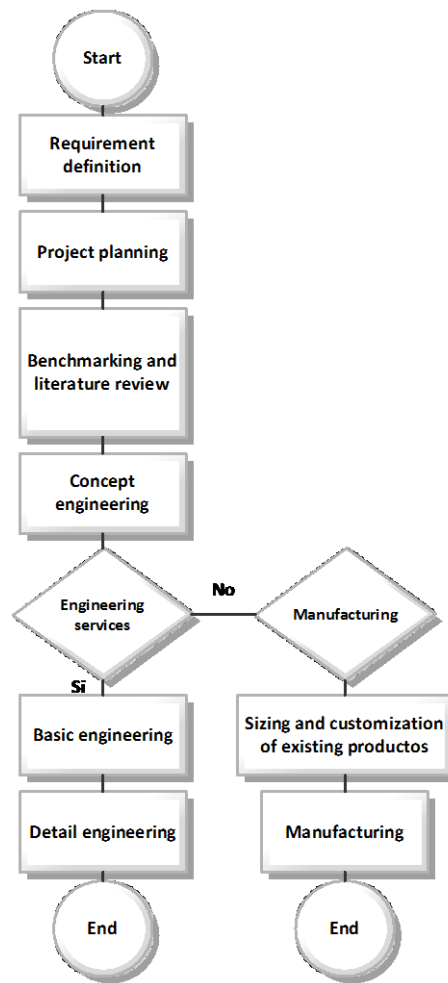 Start
Requirement
definition
Project planning
Benchmarking and
literature review
Concept
engineering
Engineering
services
No
Manufacturing
Si
Basic engineering
Sizing and customization
of existing productos
Detail engineering
Manufacturing
End
End